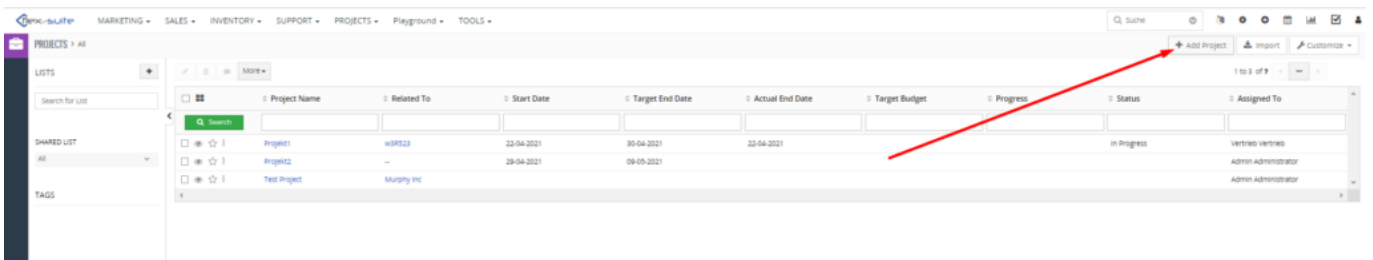 nex-suite MARKETING SALES INVENTORY SUPPORT PROJECTS Playground TOOLS Suche
PROJECTS > All + Add Project Import Customize
LISTS + More 1 to 3 of ?
Search for List Project Name Related To Start Date Target End Date Actual End Date Target Budget Progress Status Assigned To
Search
SHARED LIST Projekt1 w3R523 22-04-2021 30-04-2021 22-04-2021 In Progress Vertrieb Vertrieb
All Projekt2 -- 29-04-2021 09-05-2021 Admin Administrator
Test Project Murphy Inc Admin Administrator
TAGS